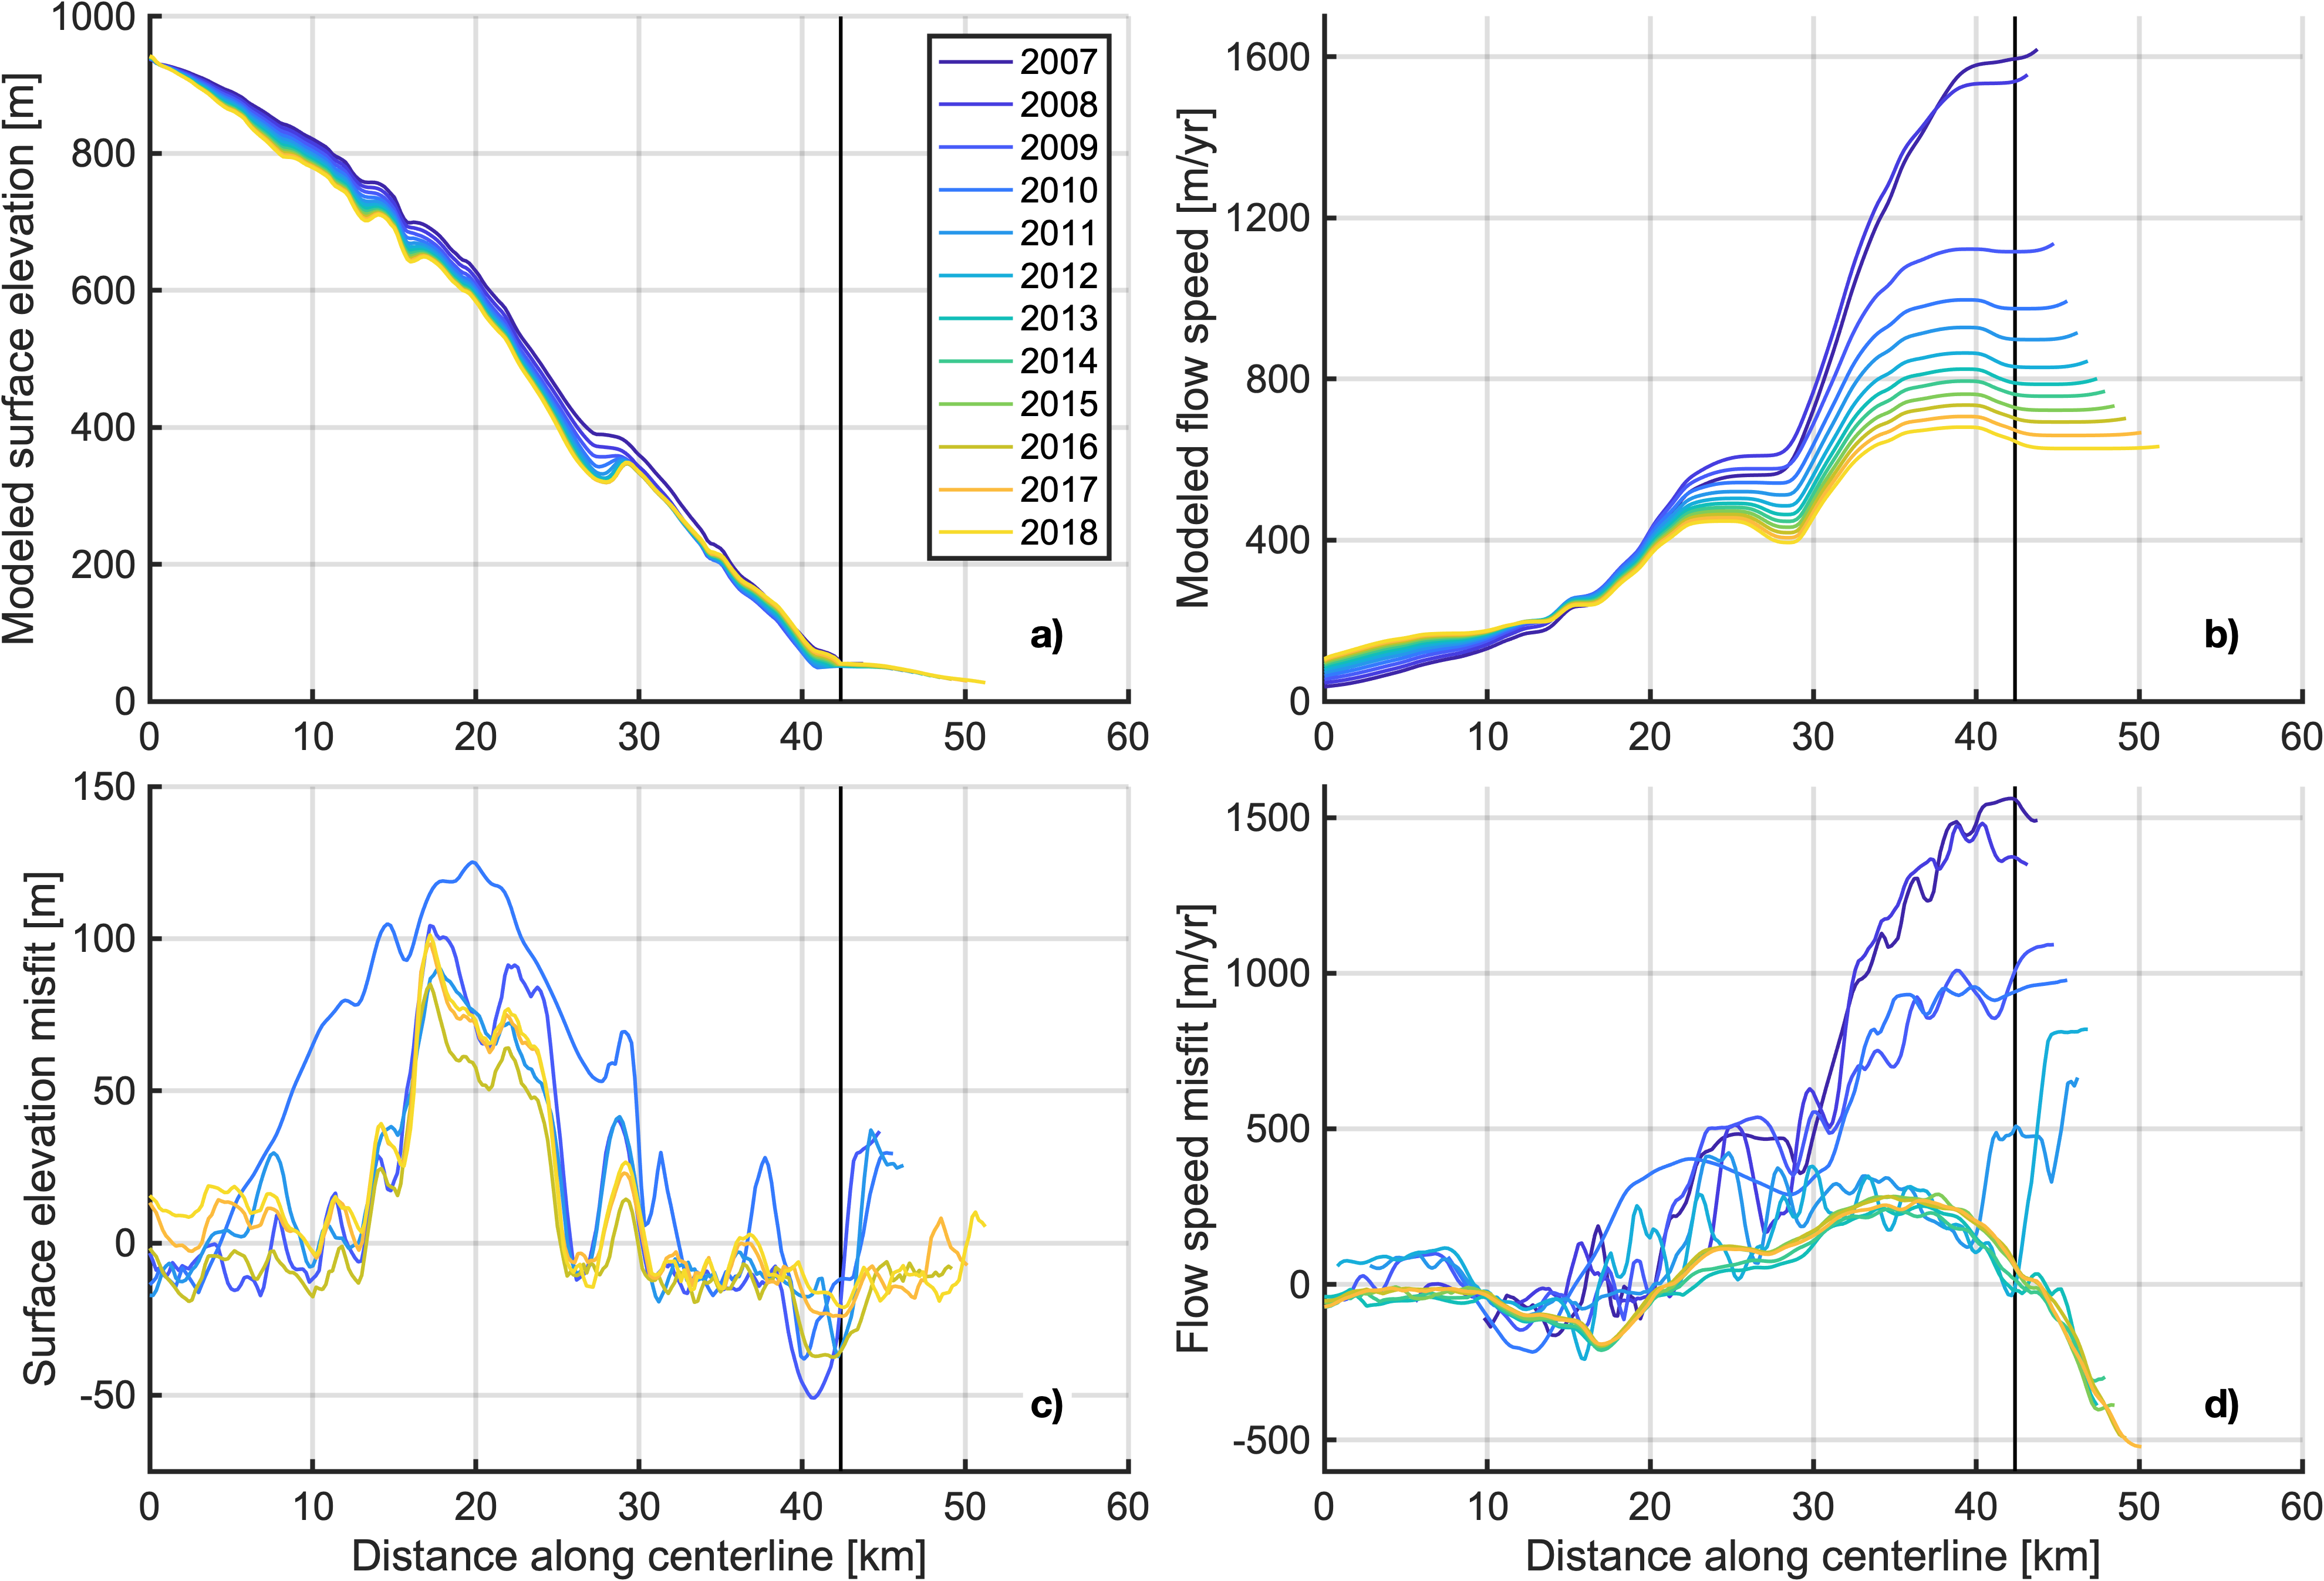 Modeled surface elevation [m]
1000
800
600
400
200
0
0 10 20 30 40 50 60
2007
2008
2009
2010
2011
2012
2013
2014
2015
2016
2017
2018
a)
Modeled flow speed [m/yr]
1600
1200
800
400
0
0 10 20 30 40 50 60
b)
Surface elevation misfit [m]
150
100
50
0
-50
0 10 20 30 40 50 60
Distance along centerline [km]
c)
Flow speed misfit [m/yr]
1500
1000
500
0
-500
0 10 20 30 40 50 60
Distance along centerline [km]
d)